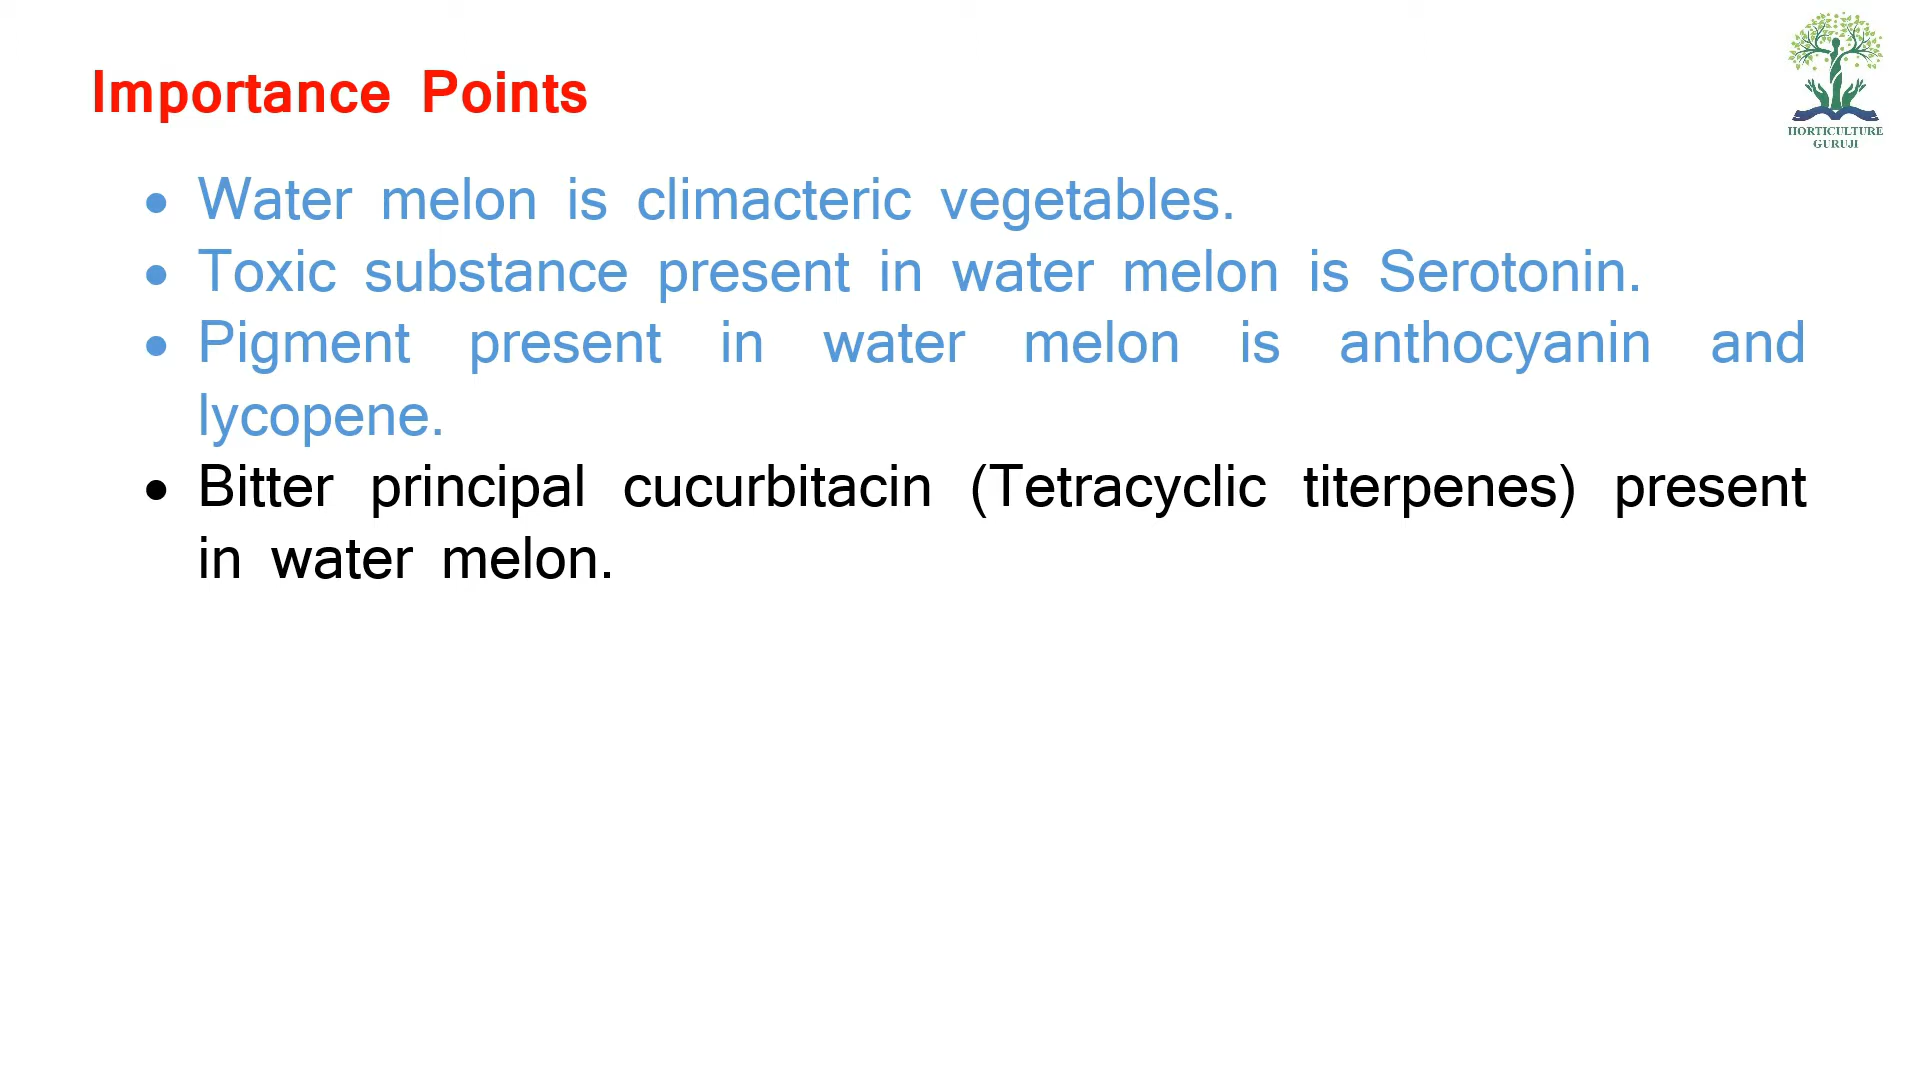 Importance Points
HORTICULTURE
GURUJI
• Water melon is climacteric vegetables.
• Toxic substance present in water melon is Serotonin.
• Pigment present in water melon is anthocyanin and
lycopene.
• Bitter principal cucurbitacin (Tetracyclic titerpenes) present
in water melon.